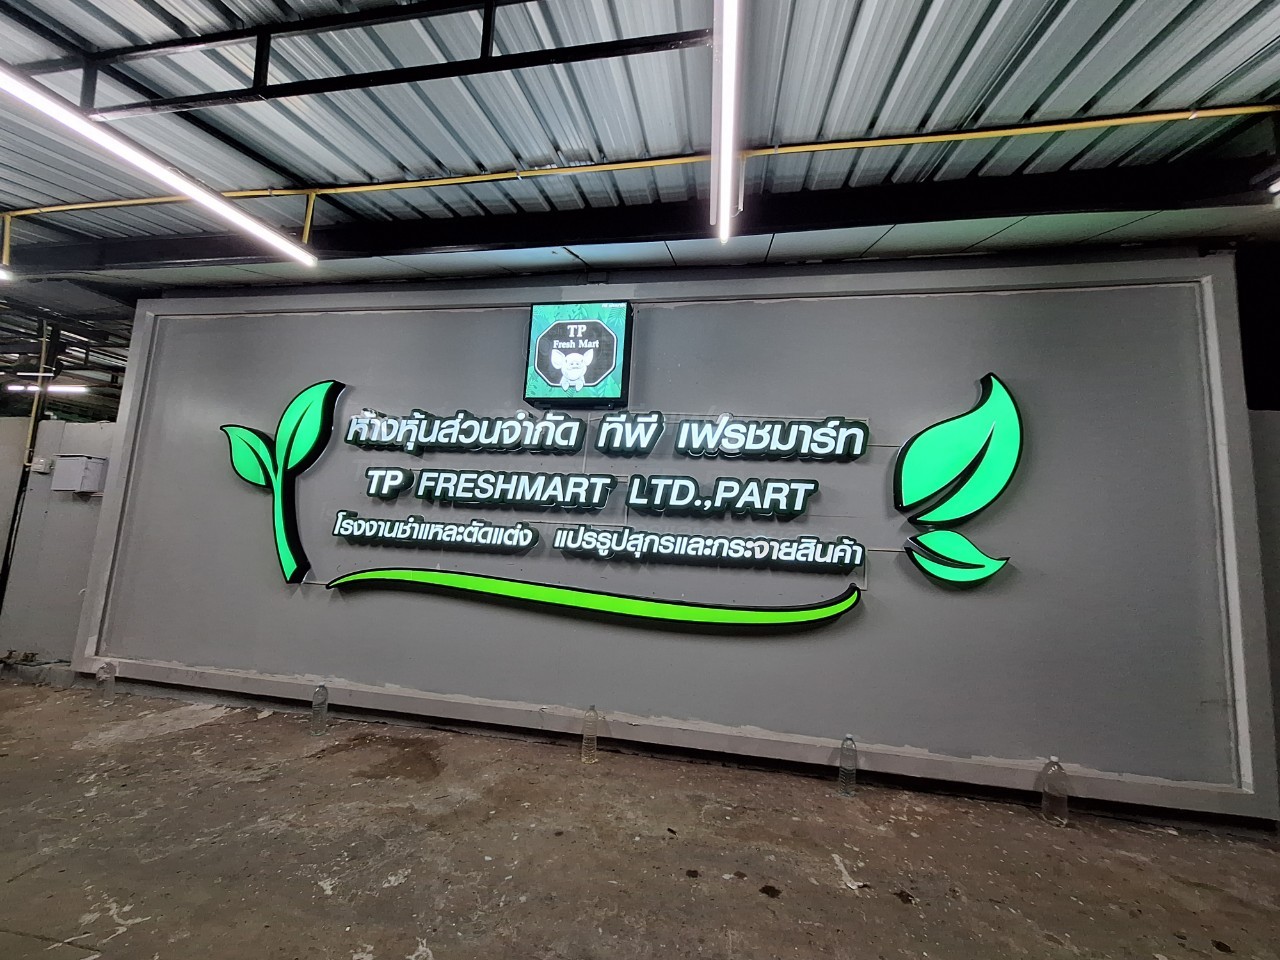 TP
Fresh Mart
ห้างหุ้นส่วนจำกัด ทีพี เฟรชมาร์ท
TP FRESHMART LTD.,PART
โรงงานชำแหละตัดแต่ง แปรรูปสุกรและกระจายสินค้า